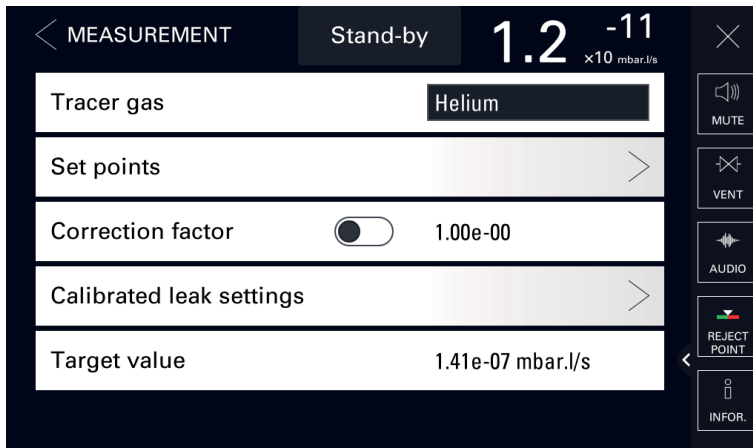 MEASUREMENT
Stand-by
1.2 ×10 -11 mbar.l/s
Tracer gas Helium
Set points
Correction factor 1.00e-00
Calibrated leak settings
Target value 1.41e-07 mbar.l/s
MUTE
VENT
AUDIO
REJECT
POINT
INFOR.